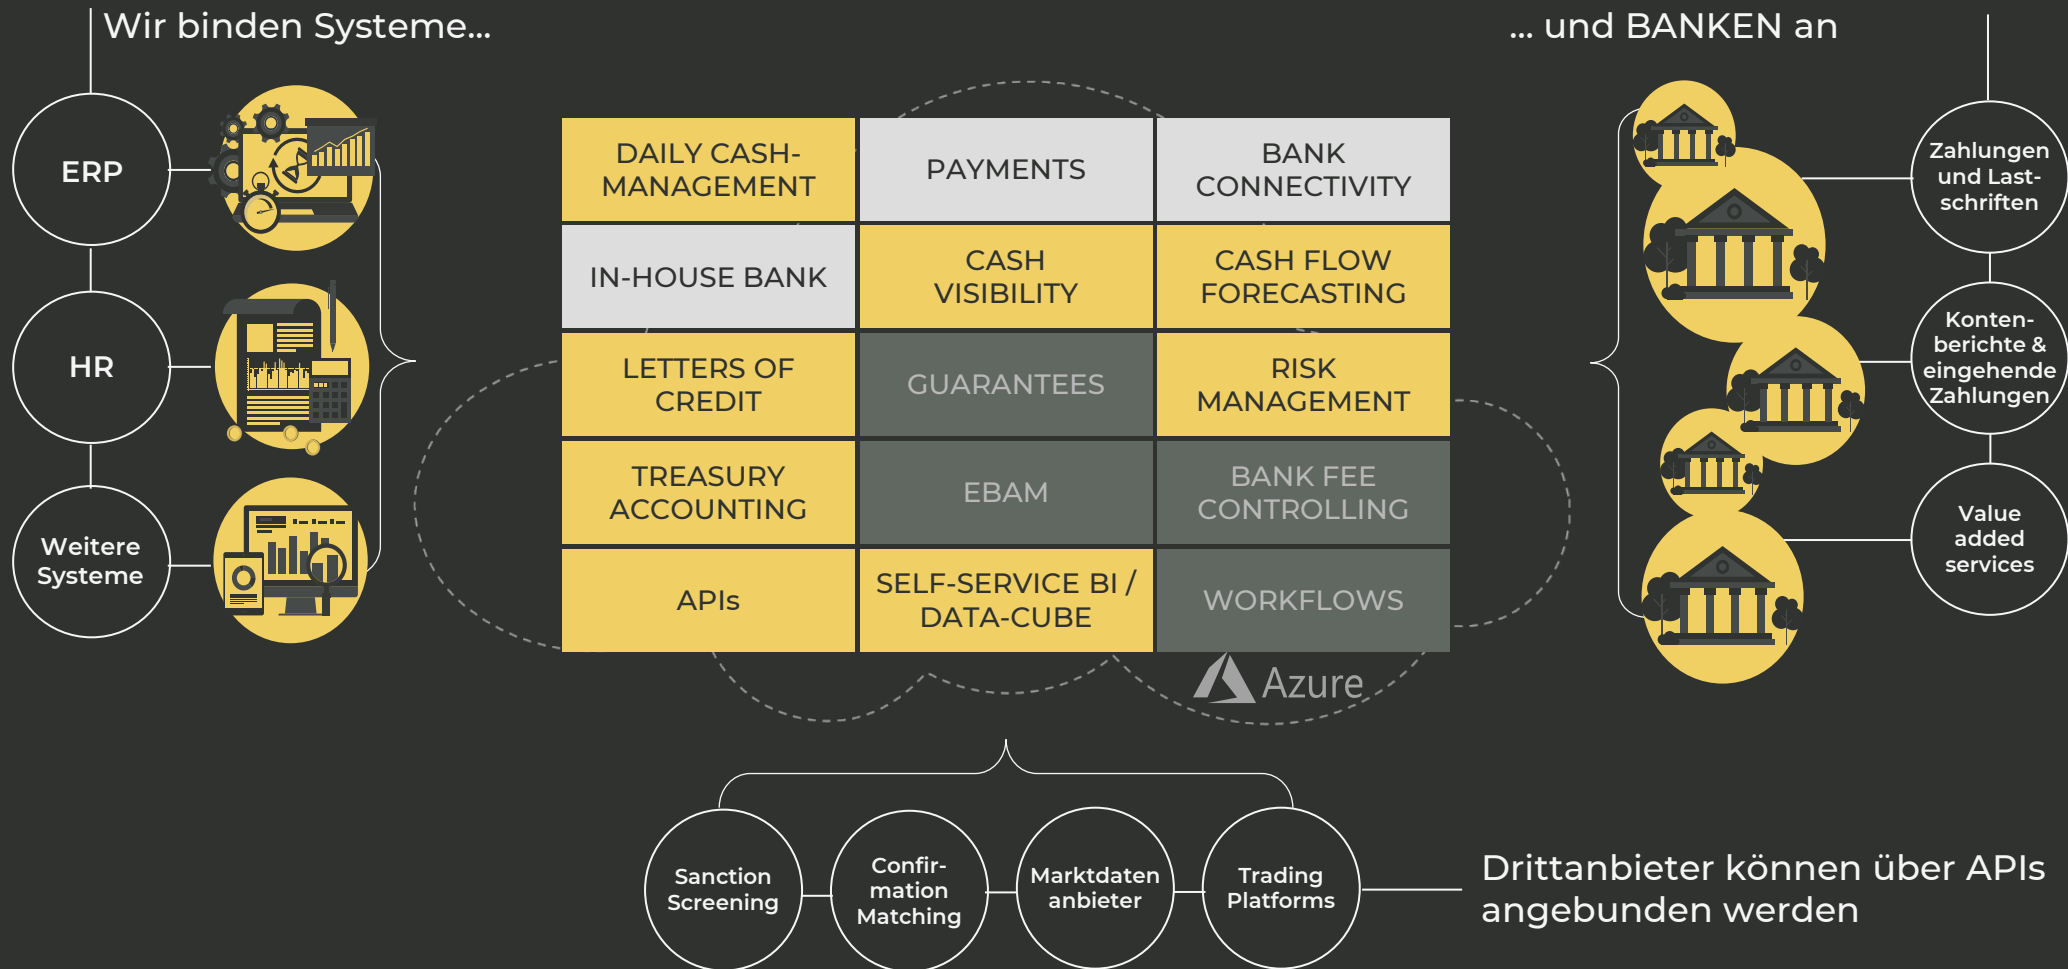 Wir binden Systeme...
... und BANKEN an
ERP
HR
Weitere
Systeme
DAILY CASH-
MANAGEMENT
PAYMENTS
BANK
CONNECTIVITY
IN-HOUSE BANK
CASH
VISIBILITY
CASH FLOW
FORECASTING
LETTERS OF
CREDIT
GUARANTEES
RISK
MANAGEMENT
TREASURY
ACCOUNTING
EBAM
BANK FEE
CONTROLLING
APIs
SELF-SERVICE BI /
DATA-CUBE
WORKFLOWS
Azure
Zahlungen
und Last-
schriften
Konten-
berichte &
eingehende
Zahlungen
Value
added
services
Sanction
Screening
Confir-
mation
Matching
Marktdaten
anbieter
Trading
Platforms
Drittanbieter können über APIs
angebunden werden